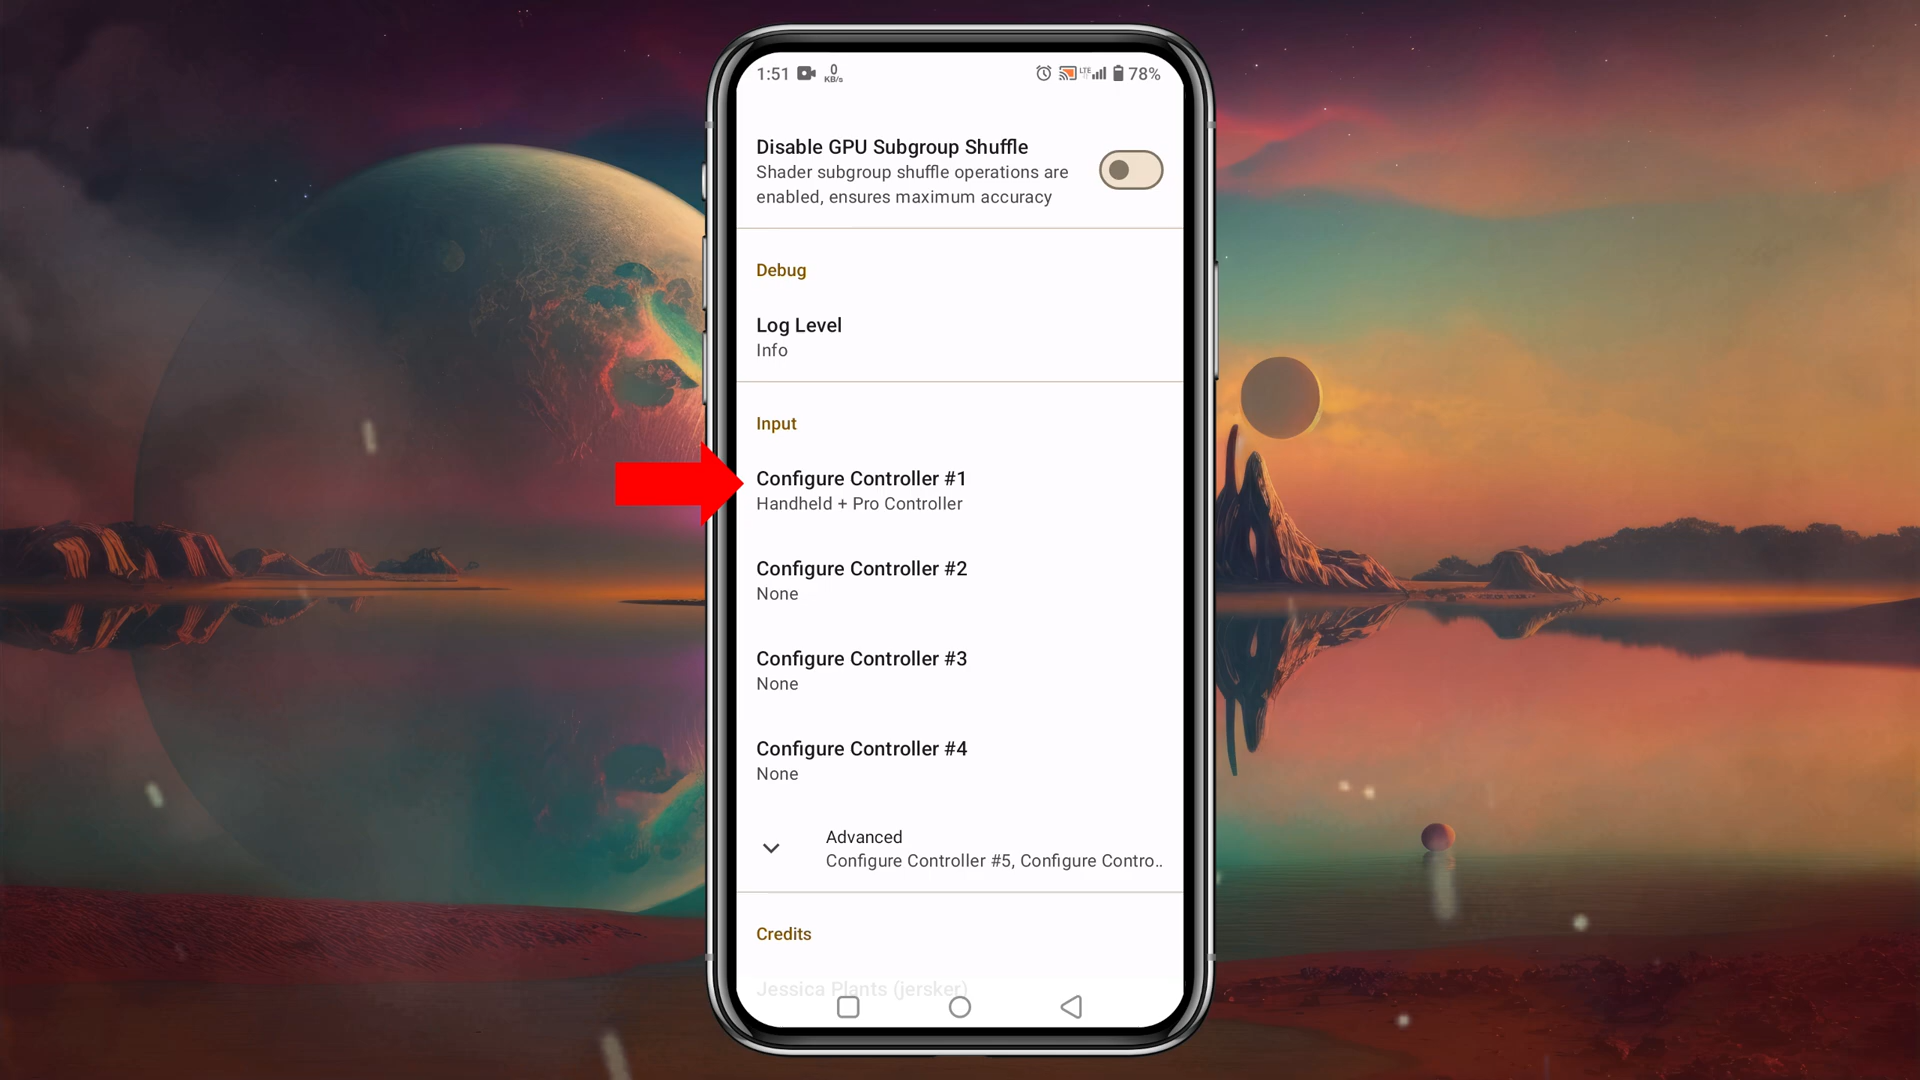 1:51 0 KB/s LTE 78%
Disable GPU Subgroup Shuffle
Shader subgroup shuffle operations are
enabled, ensures maximum accuracy
Debug
Log Level
Info
Input
Configure Controller #1
Handheld + Pro Controller
Configure Controller #2
None
Configure Controller #3
None
Configure Controller #4
None
Advanced
Configure Controller #5, Configure Contro..
Credits
Jessica Plants (jersker)